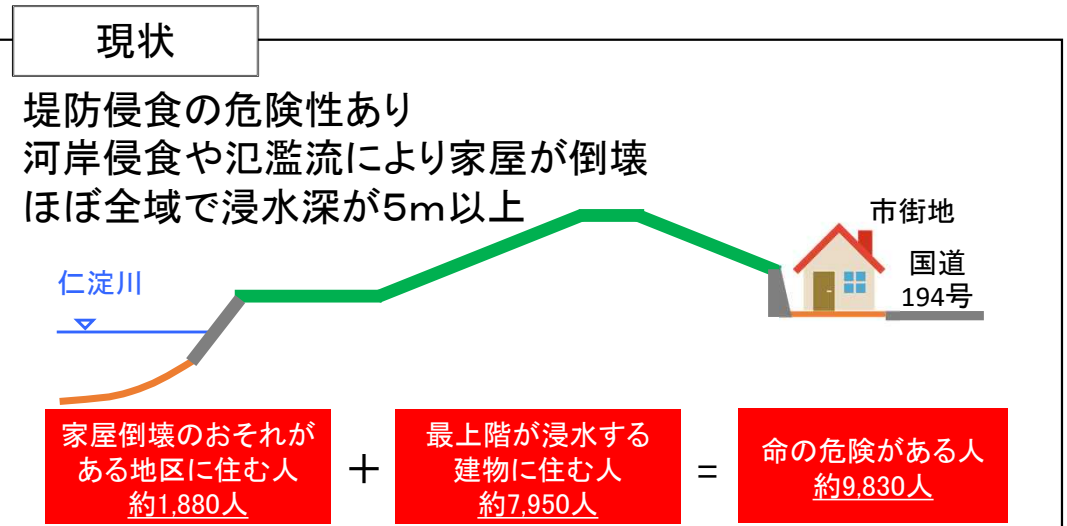 現状
堤防侵食の危険性あり
河岸侵食や氾濫流により家屋が倒壊
ほぼ全域で浸水深が5m以上
仁淀川
市街地
国道
194号
家屋倒壊のおそれが
ある地区に住む人
約1,880人
＋
最上階が浸水する
建物に住む人
約7,950人
=
命の危険がある人
約9,830人